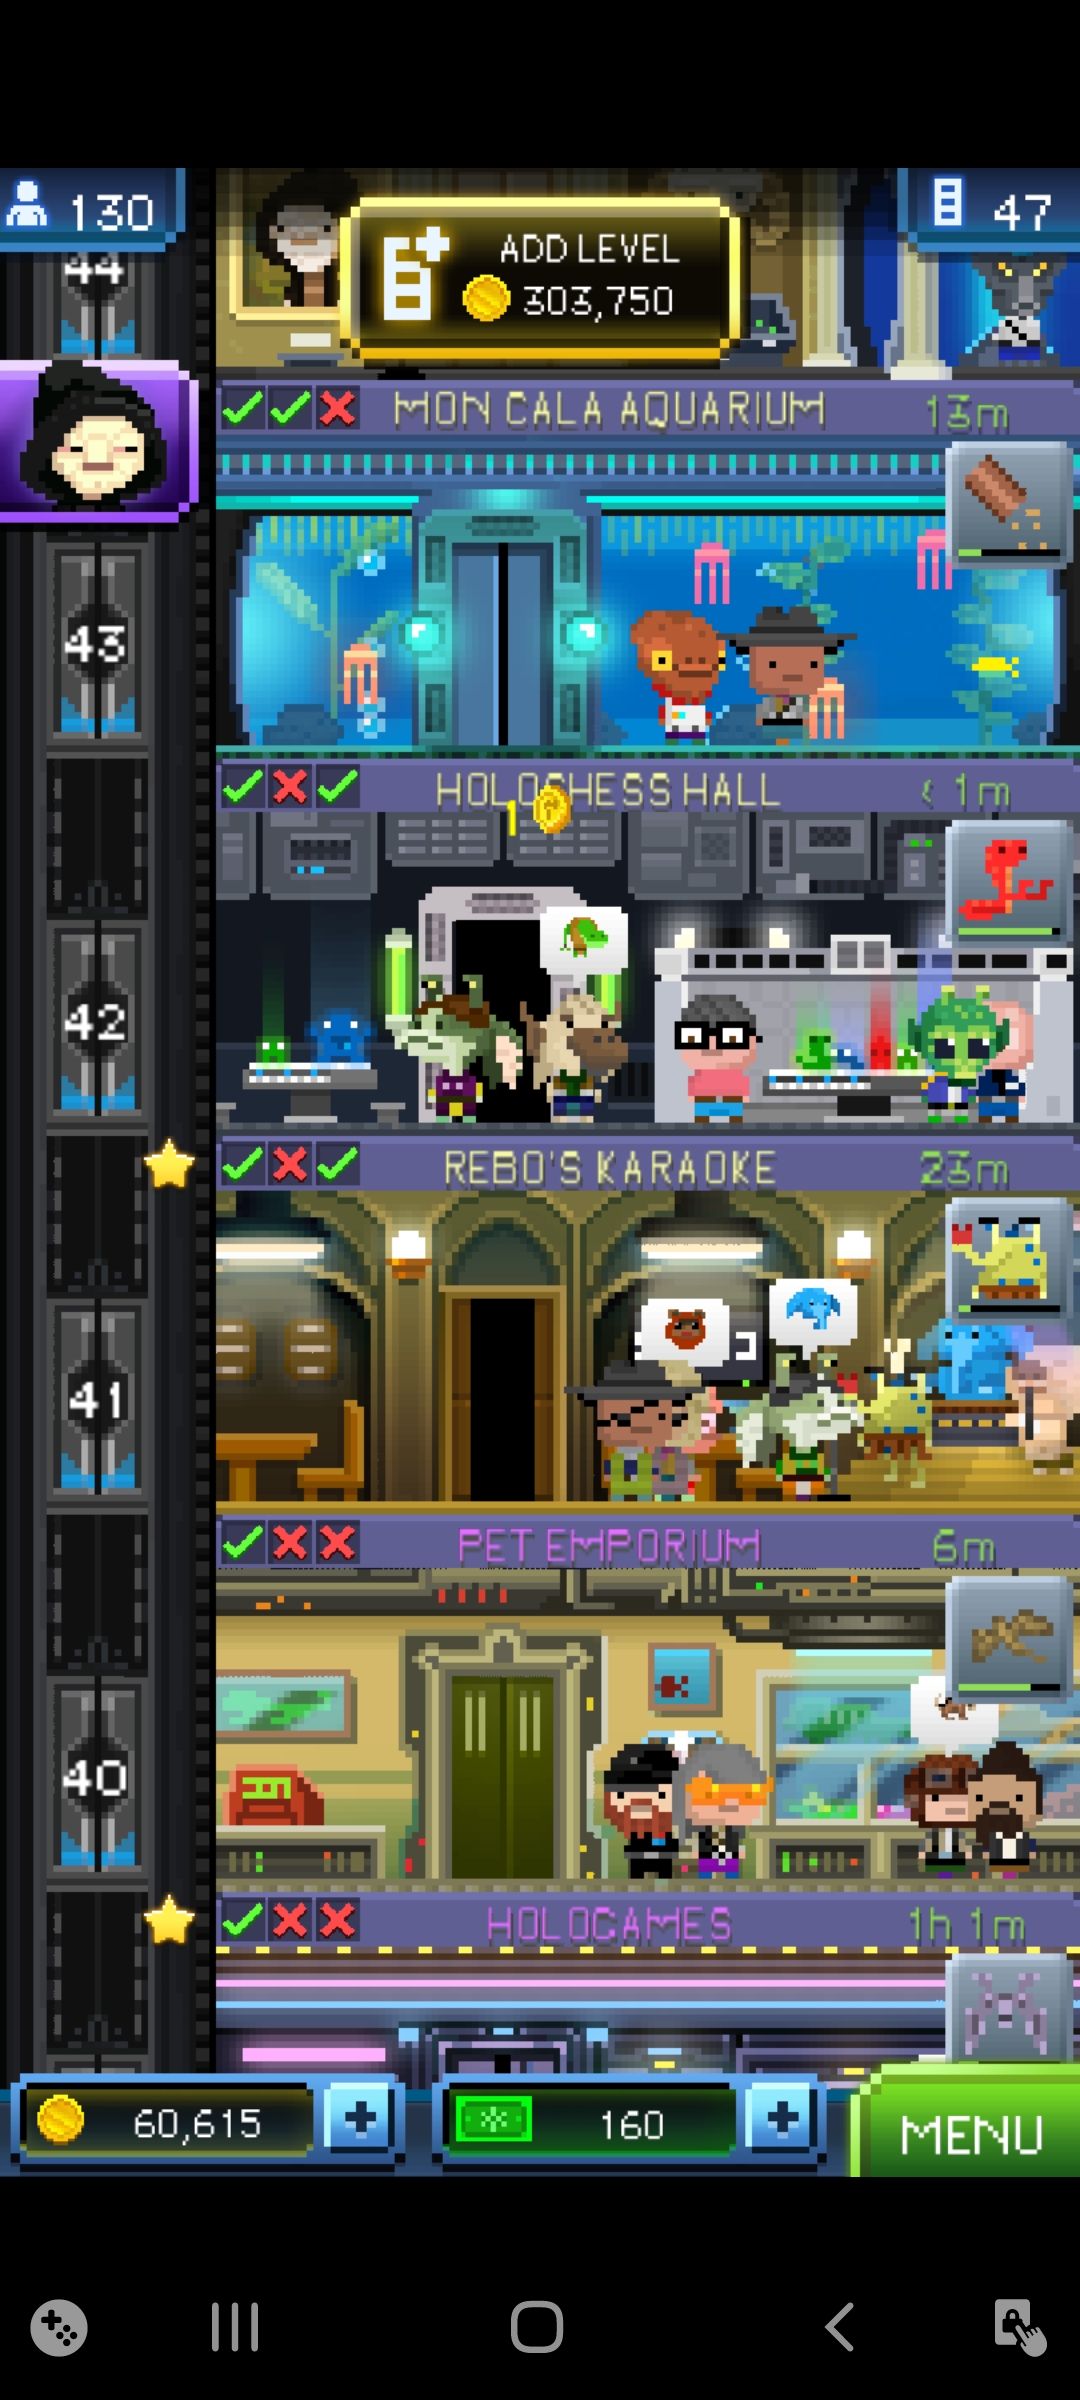 130
ADD LEVEL
303,750
47
44
MON CALA AQUARIUM 13m
43
HOLOCHESS HALL < 1m
1
42
REBO'S KARAOKE 23m
41
PET EMPORIUM 6m
40
HOLOGAMES 1h 1m
60,615 +
160 +
MENU